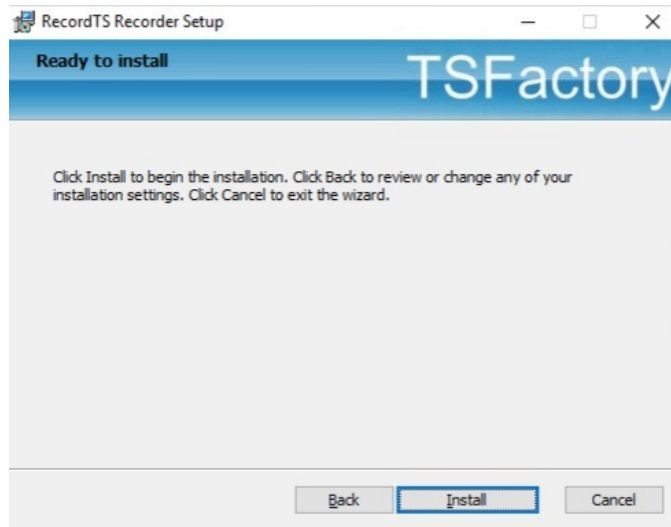 RecordTS Recorder Setup
Ready to install
TSFactory
Click Install to begin the installation. Click Back to review or change any of your
installation settings. Click Cancel to exit the wizard.
Back Install Cancel